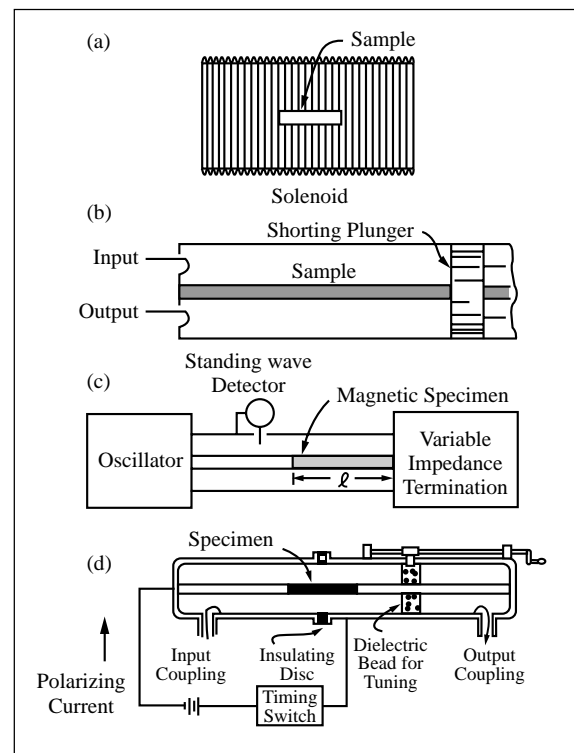 (a)
Sample
Solenoid
(b)
Shorting Plunger
Input
Sample
Output
Standing wave
Detector
(c)
Magnetic Specimen
Oscillator
ℓ
Variable
Impedance
Termination
Specimen
(d)
Input
Coupling
Insulating
Disc
Dielectric
Bead for
Tuning
Output
Coupling
Polarizing
Current
Timing
Switch